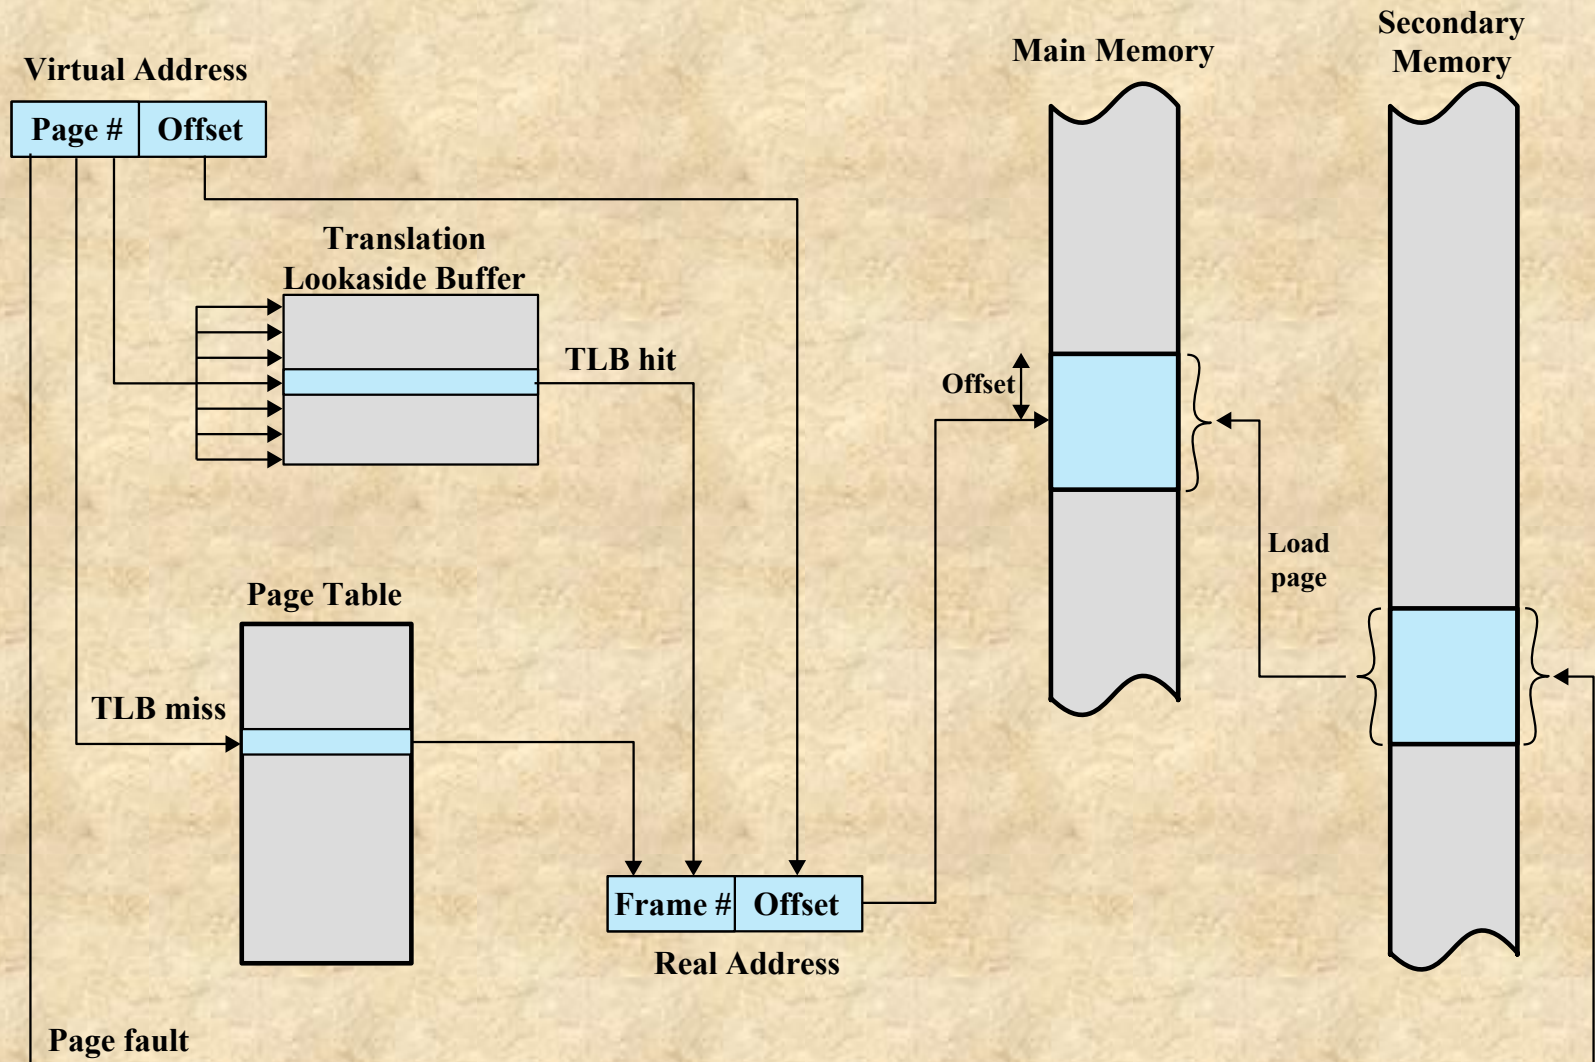 Secondary
Memory
Main Memory
Virtual Address
Page #
Offset
Translation
Lookaside Buffer
TLB hit
Offset
Load
page
Page Table
TLB miss
Frame #
Offset
Real Address
Page fault